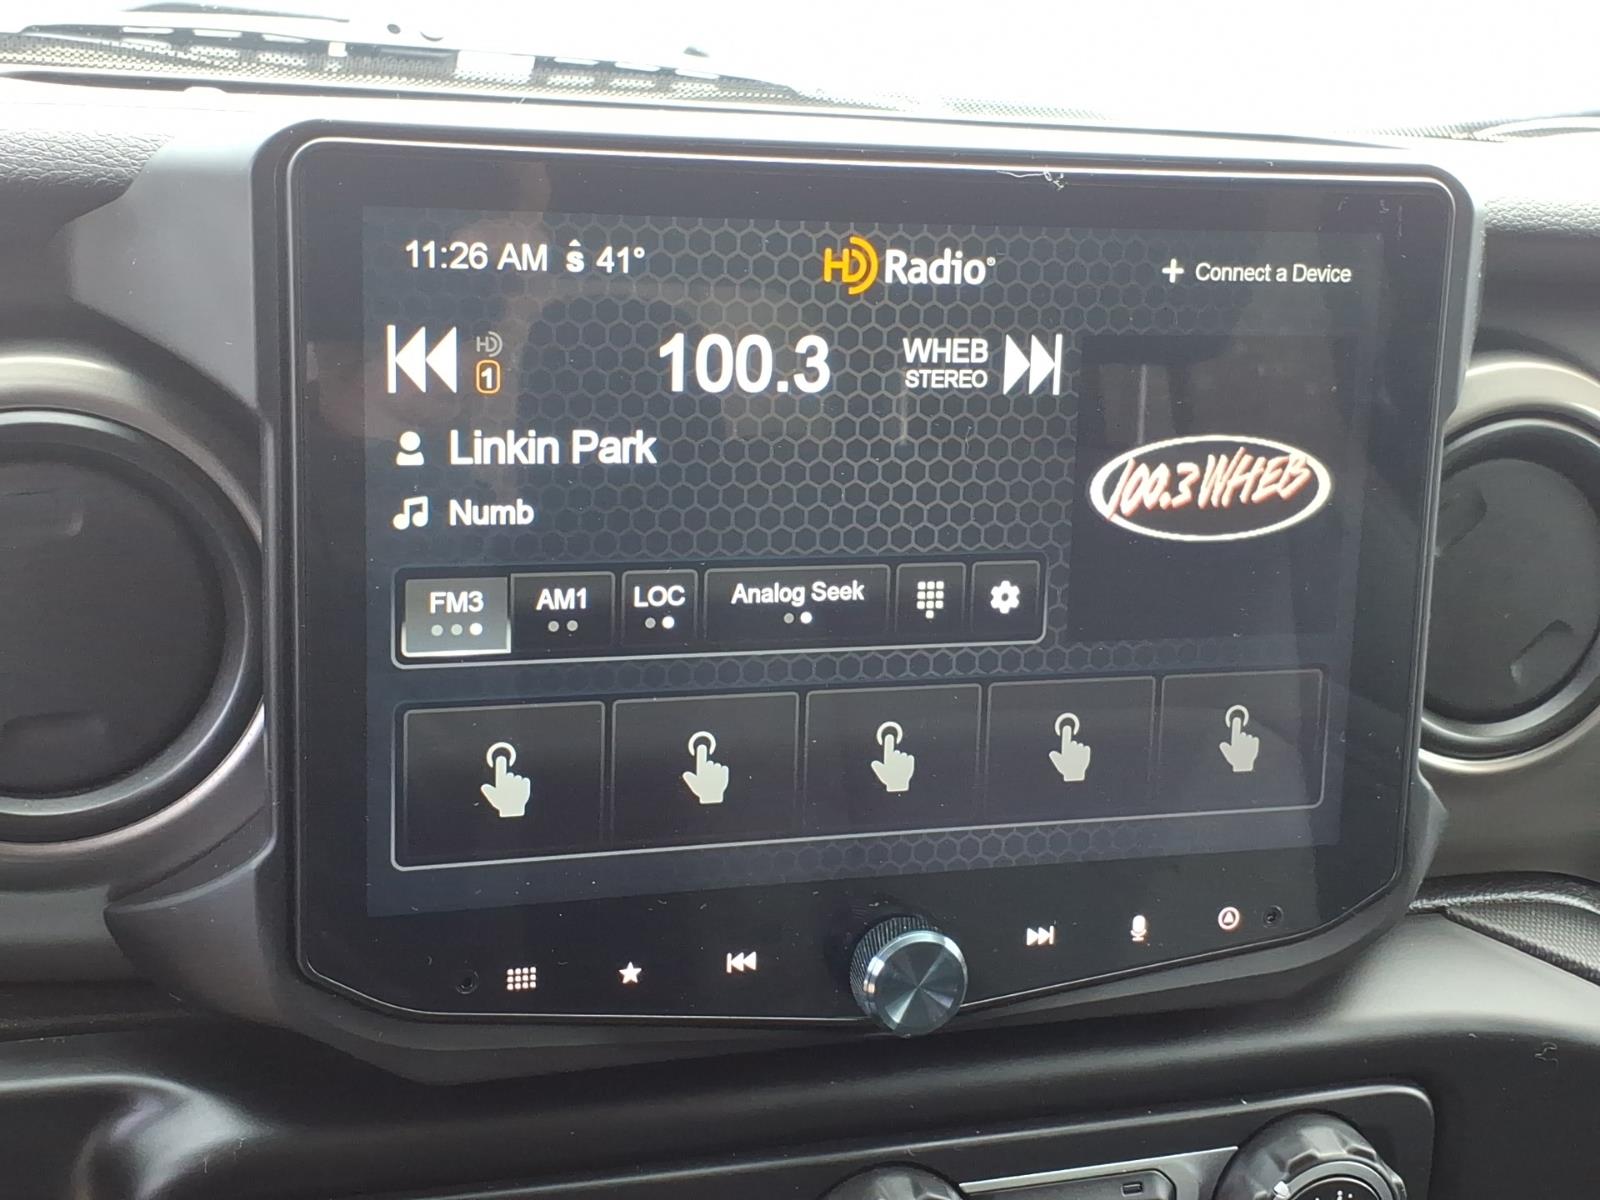 11:26 AM ŝ 41°
HD Radio®
+ Connect a Device
HD
1
100.3
WHEB
STEREO
Linkin Park
Numb
100.3 WHEB
FM3
AM1
LOC
Analog Seek